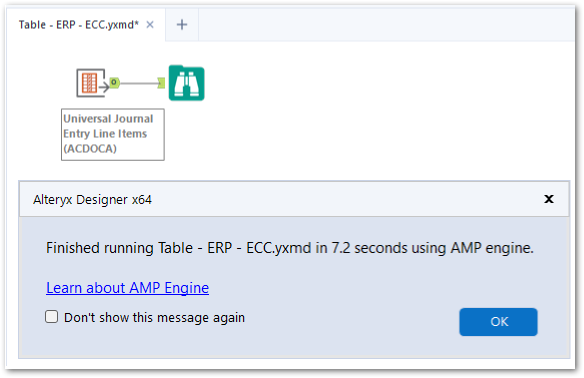 Table - ERP - ECC.yxmd* × +
Universal Journal
Entry Line Items
(ACDOCA)
Alteryx Designer x64 x
Finished running Table - ERP - ECC.yxmd in 7.2 seconds using AMP engine.
Learn about AMP Engine
Don't show this message again
OK